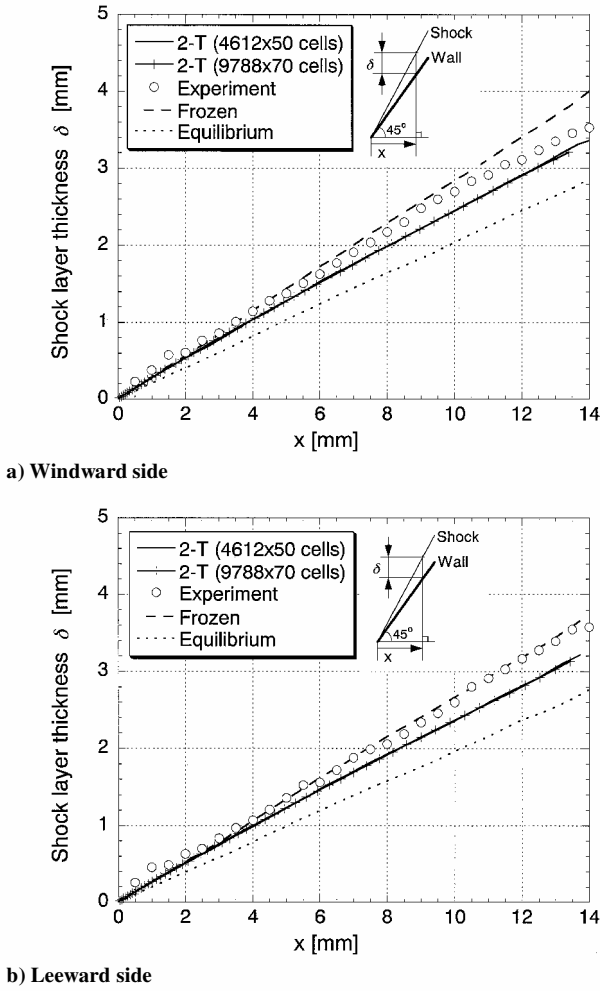 5
4
3
2
1
0
Shock layer thickness δ [mm]
2-T (4612x50 cells)
2-T (9788x70 cells)
Experiment
Frozen
Equilibrium
Shock
Wall
δ
45°
x
0 2 4 6 8 10 12 14
x [mm]
a) Windward side
5
4
3
2
1
0
Shock layer thickness δ [mm]
2-T (4612x50 cells)
2-T (9788x70 cells)
Experiment
Frozen
Equilibrium
Shock
Wall
δ
45°
x
0 2 4 6 8 10 12 14
x [mm]
b) Leeward side